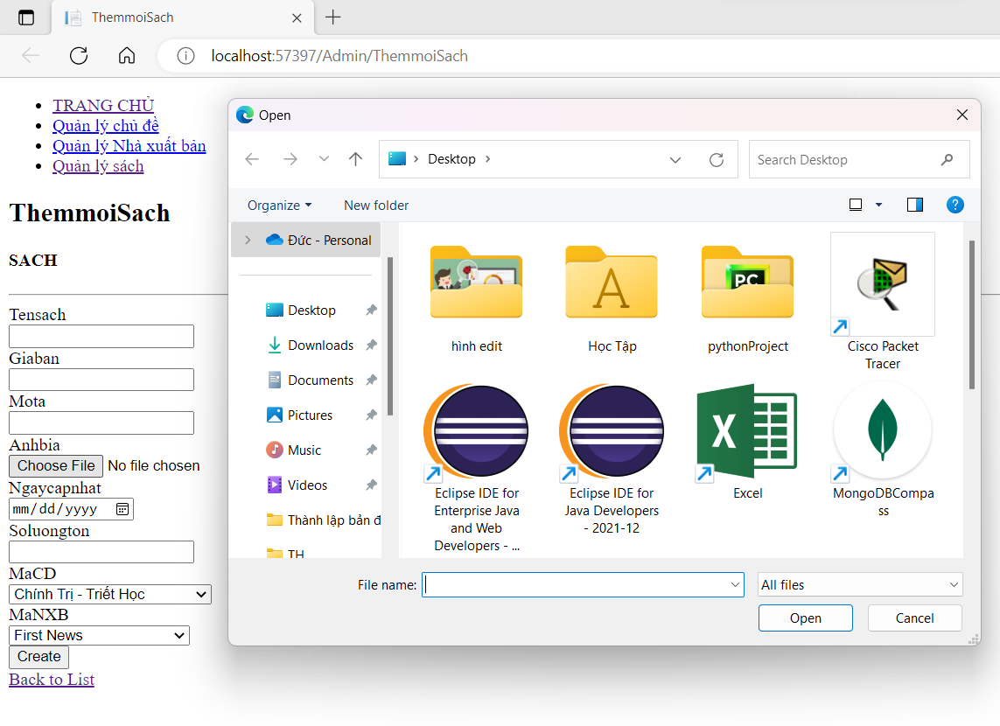 ThemmoiSach
localhost:57397/Admin/ThemmoiSach
TRANG CHỦ
Quản lý chủ đề
Quản lý Nhà xuất bản
Quản lý sách
ThemmoiSach
SACH
Tensach
Giaban
Mota
Anhbia
Choose File No file chosen
Ngaycapnhat
mm/dd/yyyy
Soluongton
MaCD
Chính Trị - Triết Học
MaNXB
First News
Create
Back to List
Open
Desktop
Search Desktop
Organize New folder
?
Đức - Personal
Desktop
Downloads
Documents
Pictures
Music
Videos
Thành lập bản đ
TH
hình edit
A
Học Tập
PC
pythonProject
Cisco Packet
Tracer
Eclipse IDE for
Enterprise Java
and Web
Developers - ...
Eclipse IDE for
Java Developers
- 2021-12
X
Excel
MongoDBCompa
ss
File name:
All files
Open Cancel